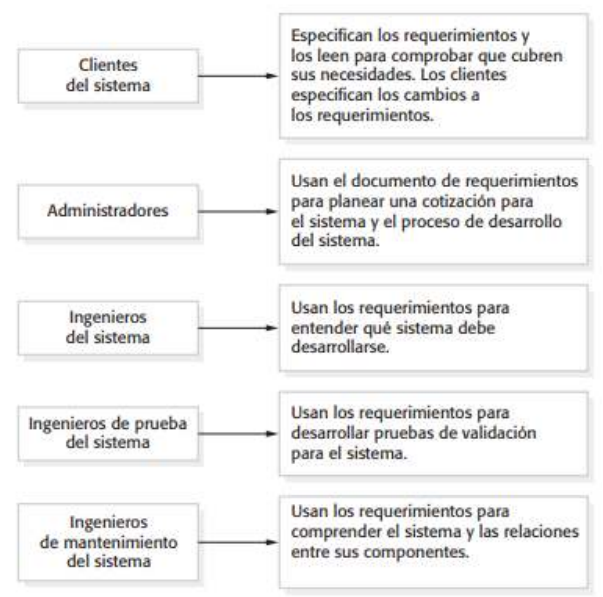 Clientes
del sistema
Especifican los requerimientos y
los leen para comprobar que cubren
sus necesidades. Los clientes
especifican los cambios a
los requerimientos.
Administradores
Usan el documento de requerimientos
para planear una cotización para
el sistema y el proceso de desarrollo
del sistema.
Ingenieros
del sistema
Usan los requerimientos para
entender qué sistema debe
desarrollarse.
Ingenieros de prueba
del sistema
Usan los requerimientos para
desarrollar pruebas de validación
para el sistema.
Ingenieros
de mantenimiento
del sistema
Usan los requerimientos para
comprender el sistema y las relaciones
entre sus componentes.